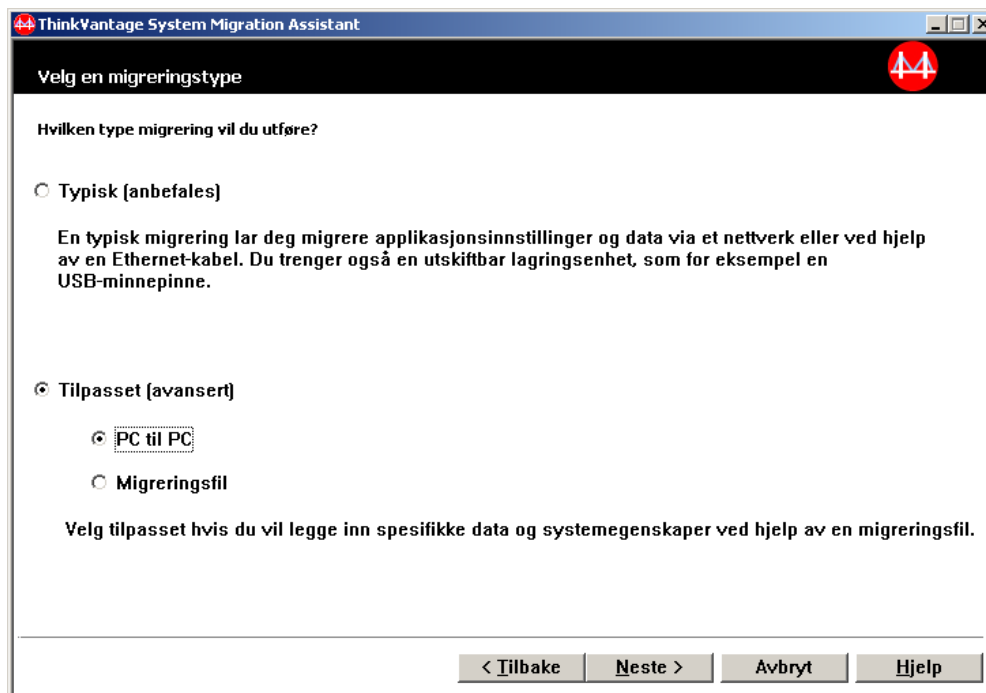 ThinkVantage System Migration Assistant
Velg en migreringstype
Hvilken type migrering vil du utføre?
Typisk (anbefales)
En typisk migrering lar deg migrere applikasjonsinnstillinger og data via et nettverk eller ved hjelp
av en Ethernet-kabel. Du trenger også en utskiftbar lagringsenhet, som for eksempel en
USB-minnepinne.
Tilpasset (avansert)
PC til PC
Migreringsfil
Velg tilpasset hvis du vil legge inn spesifikke data og systemegenskaper ved hjelp av en migreringsfil.
< Tilbake
Neste >
Avbryt
Hjelp